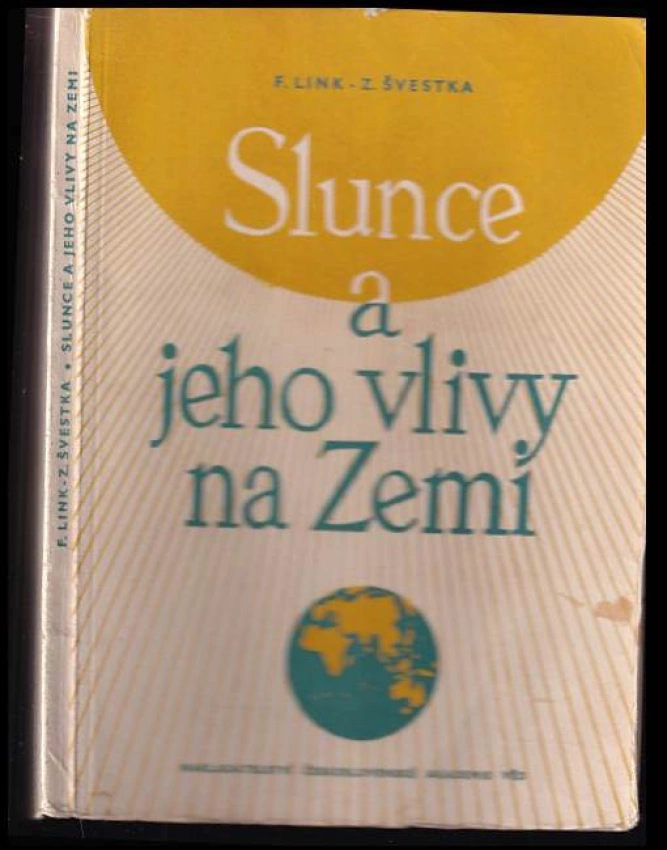 F. LINK - Z. ŠVESTKA
Slunce
a
jeho vlivy
na Zemi
NAKLADATELSTVÍ ČESKOSLOVENSKÉ AKADEMIE VĚD
F. LINK - Z. ŠVESTKA • SLUNCE A JEHO VLIVY NA ZEMI